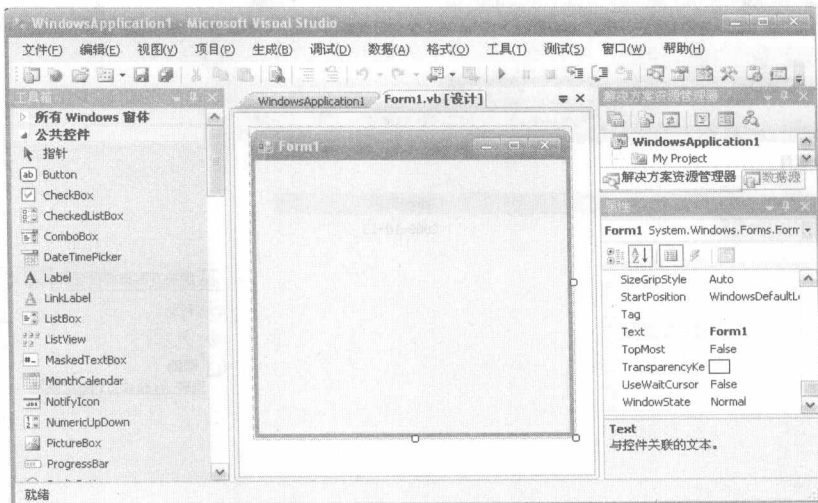 WindowsApplication1 - Microsoft Visual Studio
文件(F) 编辑(E) 视图(V) 项目(P) 生成(B) 调试(D) 数据(A) 格式(O) 工具(T) 测试(S) 窗口(W) 帮助(H)
工具箱
所有 Windows 窗体
公共控件
指针
Button
CheckBox
CheckedListBox
ComboBox
DateTimePicker
Label
LinkLabel
ListBox
ListView
MaskedTextBox
MonthCalendar
NotifyIcon
NumericUpDown
PictureBox
ProgressBar
WindowsApplication1 Form1.vb [设计]
Form1
解决方案资源管理器
WindowsApplication1
My Project
解决方案资源管理器 数据源
属性
Form1 System.Windows.Forms.Forr
SizeGripStyle Auto
StartPosition WindowsDefaultL
Tag
Text Form1
TopMost False
TransparencyKe
UseWaitCursor False
WindowState Normal
Text
与控件关联的文本。
就绪